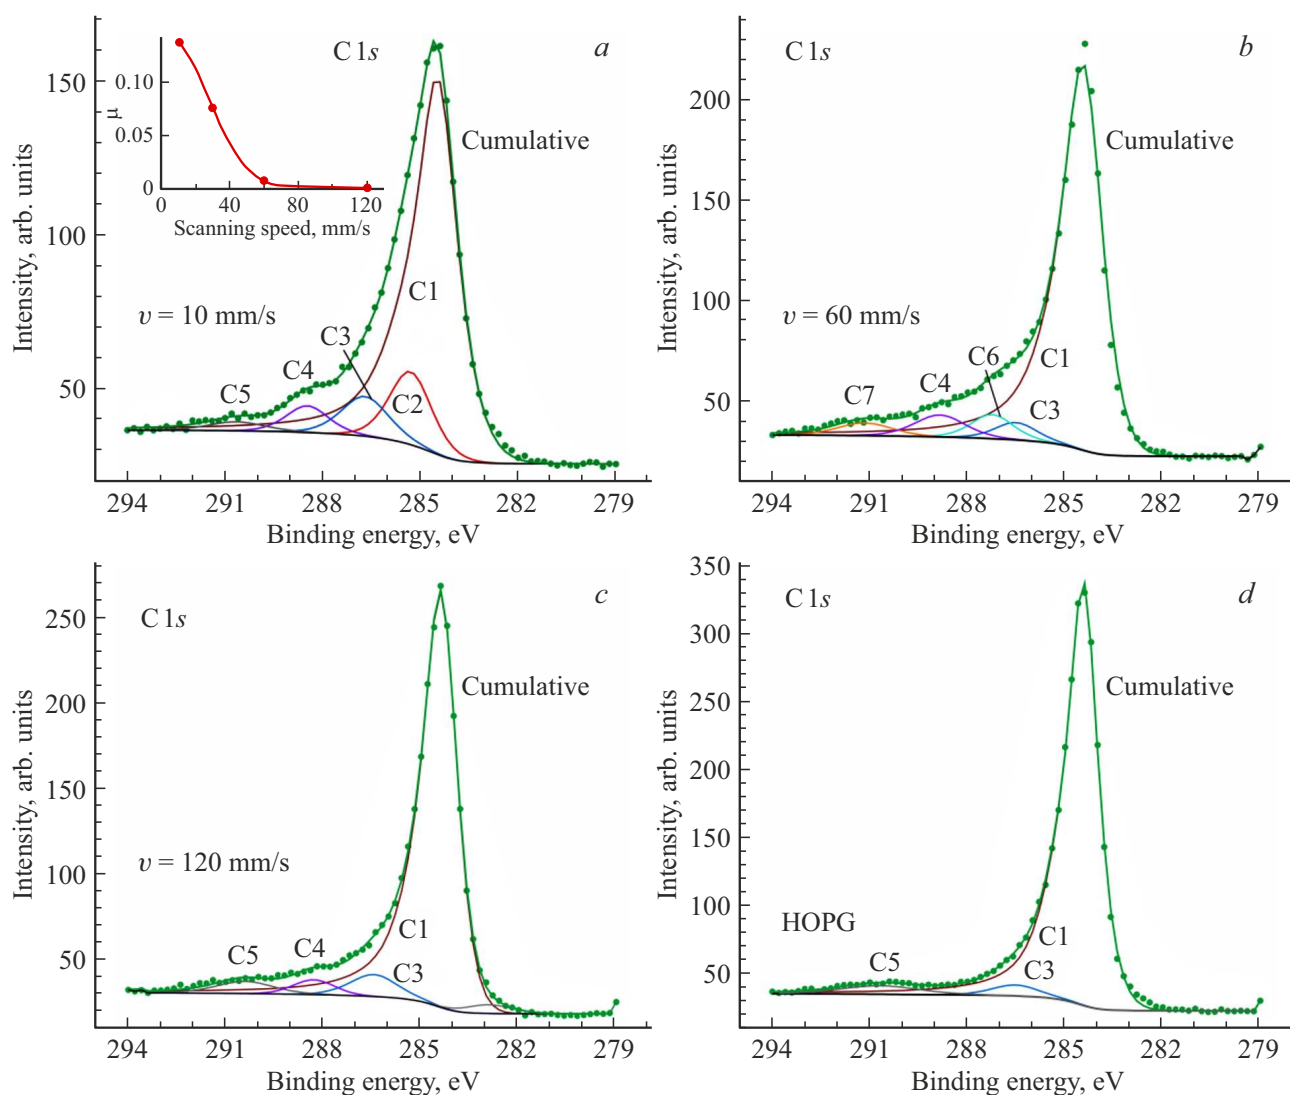 a
C 1s
Cumulative
C1
C2
C3
C4
C5
υ = 10 mm/s
Intensity, arb. units
150
100
50
294 291 288 285 282 279
Binding energy, eV
μ
0.10
0.05
0
0 40 80 120
Scanning speed, mm/s
b
C 1s
Cumulative
C1
C6
C3
C4
C7
υ = 60 mm/s
Intensity, arb. units
200
150
100
50
294 291 288 285 282 279
Binding energy, eV
c
C 1s
Cumulative
C1
C3
C4
C5
υ = 120 mm/s
Intensity, arb. units
250
200
150
100
50
294 291 288 285 282 279
Binding energy, eV
d
C 1s
Cumulative
HOPG
C1
C3
C5
Intensity, arb. units
350
300
250
200
150
100
50
294 291 288 285 282 279
Binding energy, eV